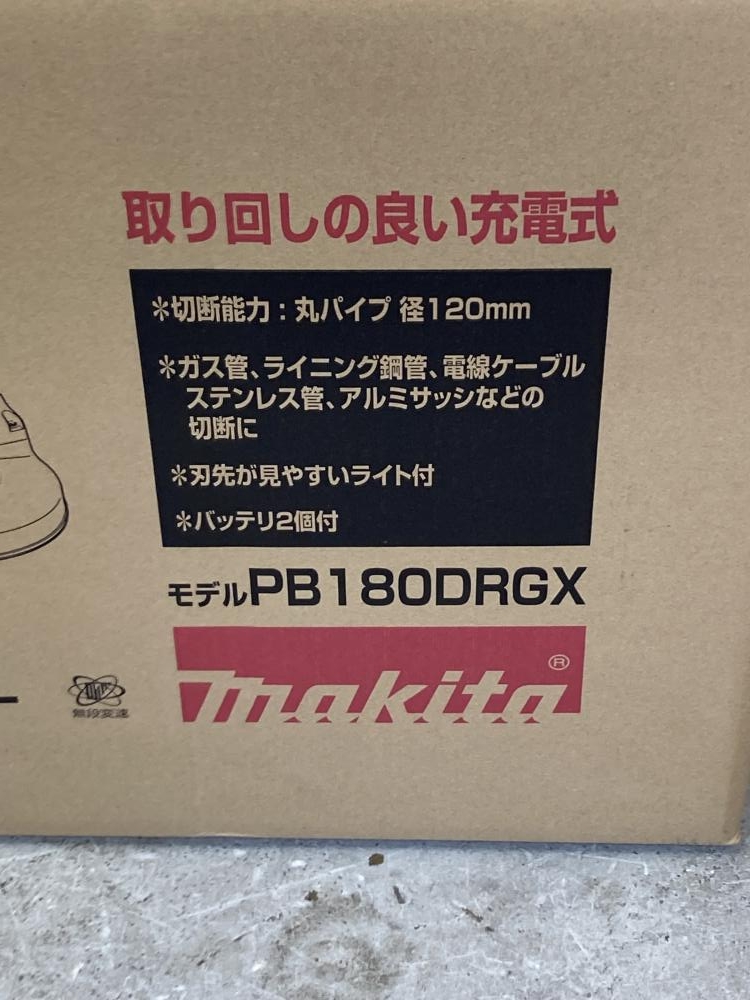 取り回しの良い充電式
＊切断能力：丸パイプ 径120mm
＊ガス管、ライニング鋼管、電線ケーブル
ステンレス管、アルミサッシなどの
切断に
＊刃先が見やすいライト付
＊バッテリ2個付
モデルPB180DRGX
makita®
無段変速